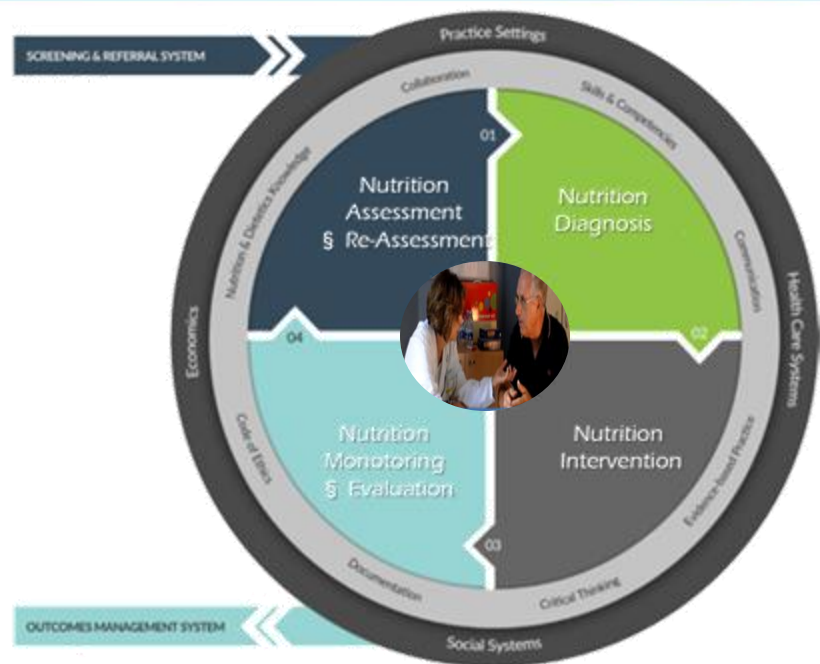 Practice Settings
SCREENING & REFERRAL SYSTEM
Collaboration
Skills & Competencies
01
Nutrition
Assessment
§ Re-Assessment
Nutrition
Diagnosis
Nutrition & Dietetics Knowledge
Communication
Health Care Systems
Economics
04
02
Nutrition
Monotoring
§ Evaluation
Nutrition
Intervention
Code of Ethics
Evidence-based Practice
03
Documentation
Critical Thinking
OUTCOMES MANAGEMENT SYSTEM
Social Systems